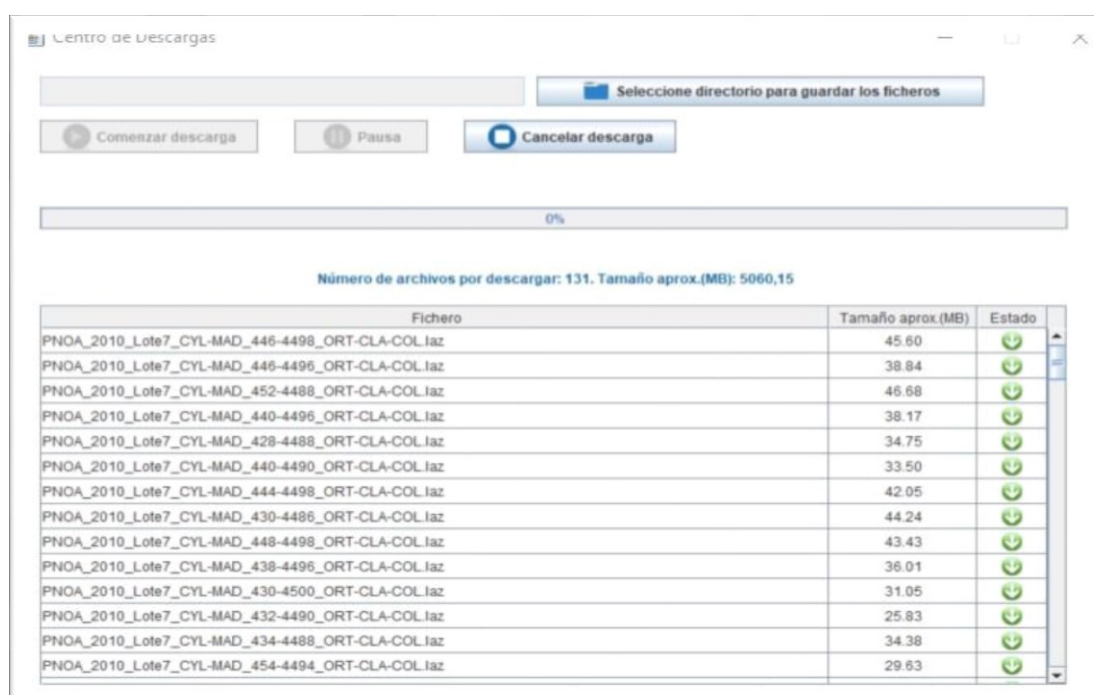 Centro de Descargas
Seleccione directorio para guardar los ficheros
Comenzar descarga Pausa Cancelar descarga
0%
Número de archivos por descargar: 131. Tamaño aprox.(MB): 5060,15
Fichero Tamaño aprox.(MB) Estado
PNOA_2010_Lote7_CYL-MAD_446-4498_ORT-CLA-COL.laz 45.60
PNOA_2010_Lote7_CYL-MAD_446-4496_ORT-CLA-COL.laz 38.84
PNOA_2010_Lote7_CYL-MAD_452-4488_ORT-CLA-COL.laz 46.68
PNOA_2010_Lote7_CYL-MAD_440-4496_ORT-CLA-COL.laz 38.17
PNOA_2010_Lote7_CYL-MAD_428-4488_ORT-CLA-COL.laz 34.75
PNOA_2010_Lote7_CYL-MAD_440-4490_ORT-CLA-COL.laz 33.50
PNOA_2010_Lote7_CYL-MAD_444-4498_ORT-CLA-COL.laz 42.05
PNOA_2010_Lote7_CYL-MAD_430-4486_ORT-CLA-COL.laz 44.24
PNOA_2010_Lote7_CYL-MAD_448-4498_ORT-CLA-COL.laz 43.43
PNOA_2010_Lote7_CYL-MAD_438-4496_ORT-CLA-COL.laz 36.01
PNOA_2010_Lote7_CYL-MAD_430-4500_ORT-CLA-COL.laz 31.05
PNOA_2010_Lote7_CYL-MAD_432-4490_ORT-CLA-COL.laz 25.83
PNOA_2010_Lote7_CYL-MAD_434-4488_ORT-CLA-COL.laz 34.38
PNOA_2010_Lote7_CYL-MAD_454-4494_ORT-CLA-COL.laz 29.63